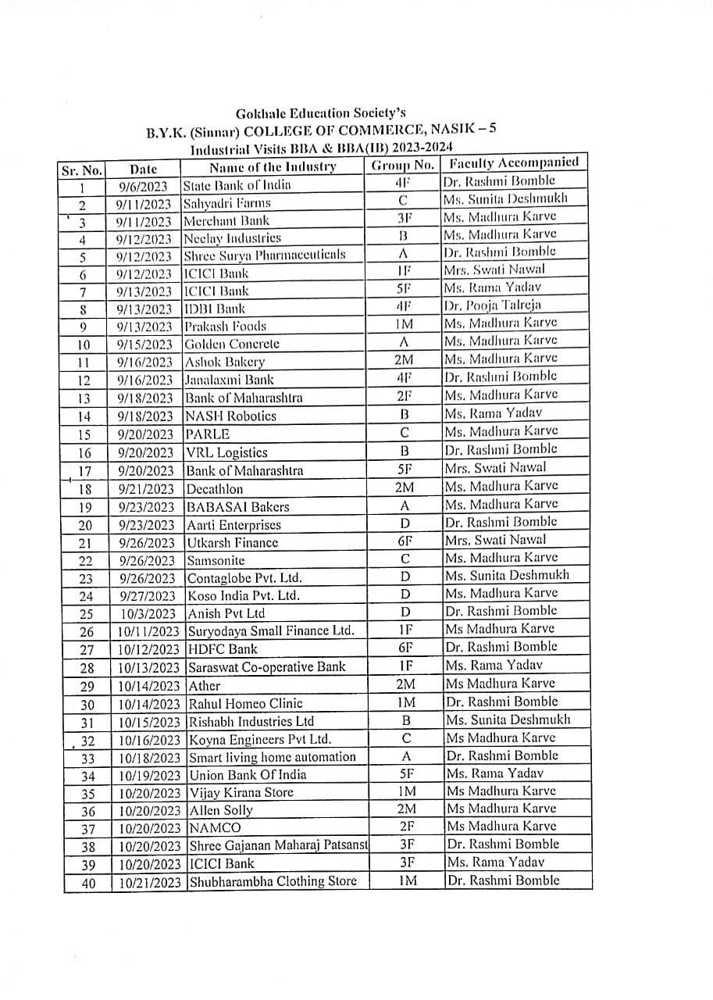 Gokhale Education Society's
B.Y.K. (Sinnar) COLLEGE OF COMMERCE, NASIK – 5
Industrial Visits BBA & BBA(IB) 2023-2024
Sr. No. Date Name of the Industry Group No. Faculty Accompanied
1 9/6/2023 State Bank of India 4F Dr. Rashmi Bomble
2 9/11/2023 Sahyadri Farms C Ms. Sunita Deshmukh
3 9/11/2023 Merchant Bank 3F Ms. Madhura Karve
4 9/12/2023 Neelay Industries B Ms. Madhura Karve
5 9/12/2023 Shree Surya Pharmaceuticals A Dr. Rashmi Bomble
6 9/12/2023 ICICI Bank 1F Mrs. Swati Nawal
7 9/13/2023 ICICI Bank 5F Ms. Rama Yadav
8 9/13/2023 IDBI Bank 4F Dr. Pooja Talreja
9 9/13/2023 Prakash Foods 1M Ms. Madhura Karve
10 9/15/2023 Golden Concrete A Ms. Madhura Karve
11 9/16/2023 Ashok Bakery 2M Ms. Madhura Karve
12 9/16/2023 Janalaxmi Bank 4F Dr. Rashmi Bomble
13 9/18/2023 Bank of Maharashtra 2F Ms. Madhura Karve
14 9/18/2023 NASH Robotics B Ms. Rama Yadav
15 9/20/2023 PARLE C Ms. Madhura Karve
16 9/20/2023 VRL Logistics B Dr. Rashmi Bomble
17 9/20/2023 Bank of Maharashtra 5F Mrs. Swati Nawal
18 9/21/2023 Decathlon 2M Ms. Madhura Karve
19 9/23/2023 BABASAI Bakers A Ms. Madhura Karve
20 9/23/2023 Aarti Enterprises D Dr. Rashmi Bomble
21 9/26/2023 Utkarsh Finance 6F Mrs. Swati Nawal
22 9/26/2023 Samsonite C Ms. Madhura Karve
23 9/26/2023 Contaglobe Pvt. Ltd. D Ms. Sunita Deshmukh
24 9/27/2023 Koso India Pvt. Ltd. D Ms. Madhura Karve
25 10/3/2023 Anish Pvt Ltd D Dr. Rashmi Bomble
26 10/11/2023 Suryodaya Small Finance Ltd. 1F Ms Madhura Karve
27 10/12/2023 HDFC Bank 6F Dr. Rashmi Bomble
28 10/13/2023 Saraswat Co-operative Bank 1F Ms. Rama Yadav
29 10/14/2023 Ather 2M Ms Madhura Karve
30 10/14/2023 Rahul Homeo Clinic 1M Dr. Rashmi Bomble
31 10/15/2023 Rishabh Industries Ltd B Ms. Sunita Deshmukh
32 10/16/2023 Koyna Engineers Pvt Ltd. C Ms Madhura Karve
33 10/18/2023 Smart living home automation A Dr. Rashmi Bomble
34 10/19/2023 Union Bank Of India 5F Ms. Rama Yadav
35 10/20/2023 Vijay Kirana Store 1M Ms Madhura Karve
36 10/20/2023 Allen Solly 2M Ms Madhura Karve
37 10/20/2023 NAMCO 2F Ms Madhura Karve
38 10/20/2023 Shree Gajanan Maharaj Patsanst 3F Dr. Rashmi Bomble
39 10/20/2023 ICICI Bank 3F Ms. Rama Yadav
40 10/21/2023 Shubharambha Clothing Store 1M Dr. Rashmi Bomble